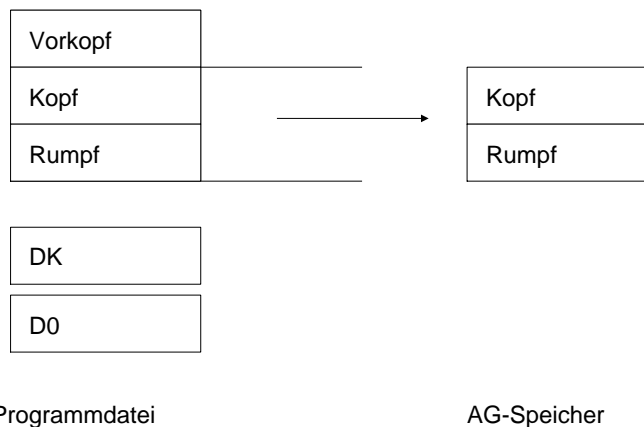 Vorkopf
Kopf
Kopf
Rumpf
Rumpf
DK
D0
Programmdatei
AG-Speicher